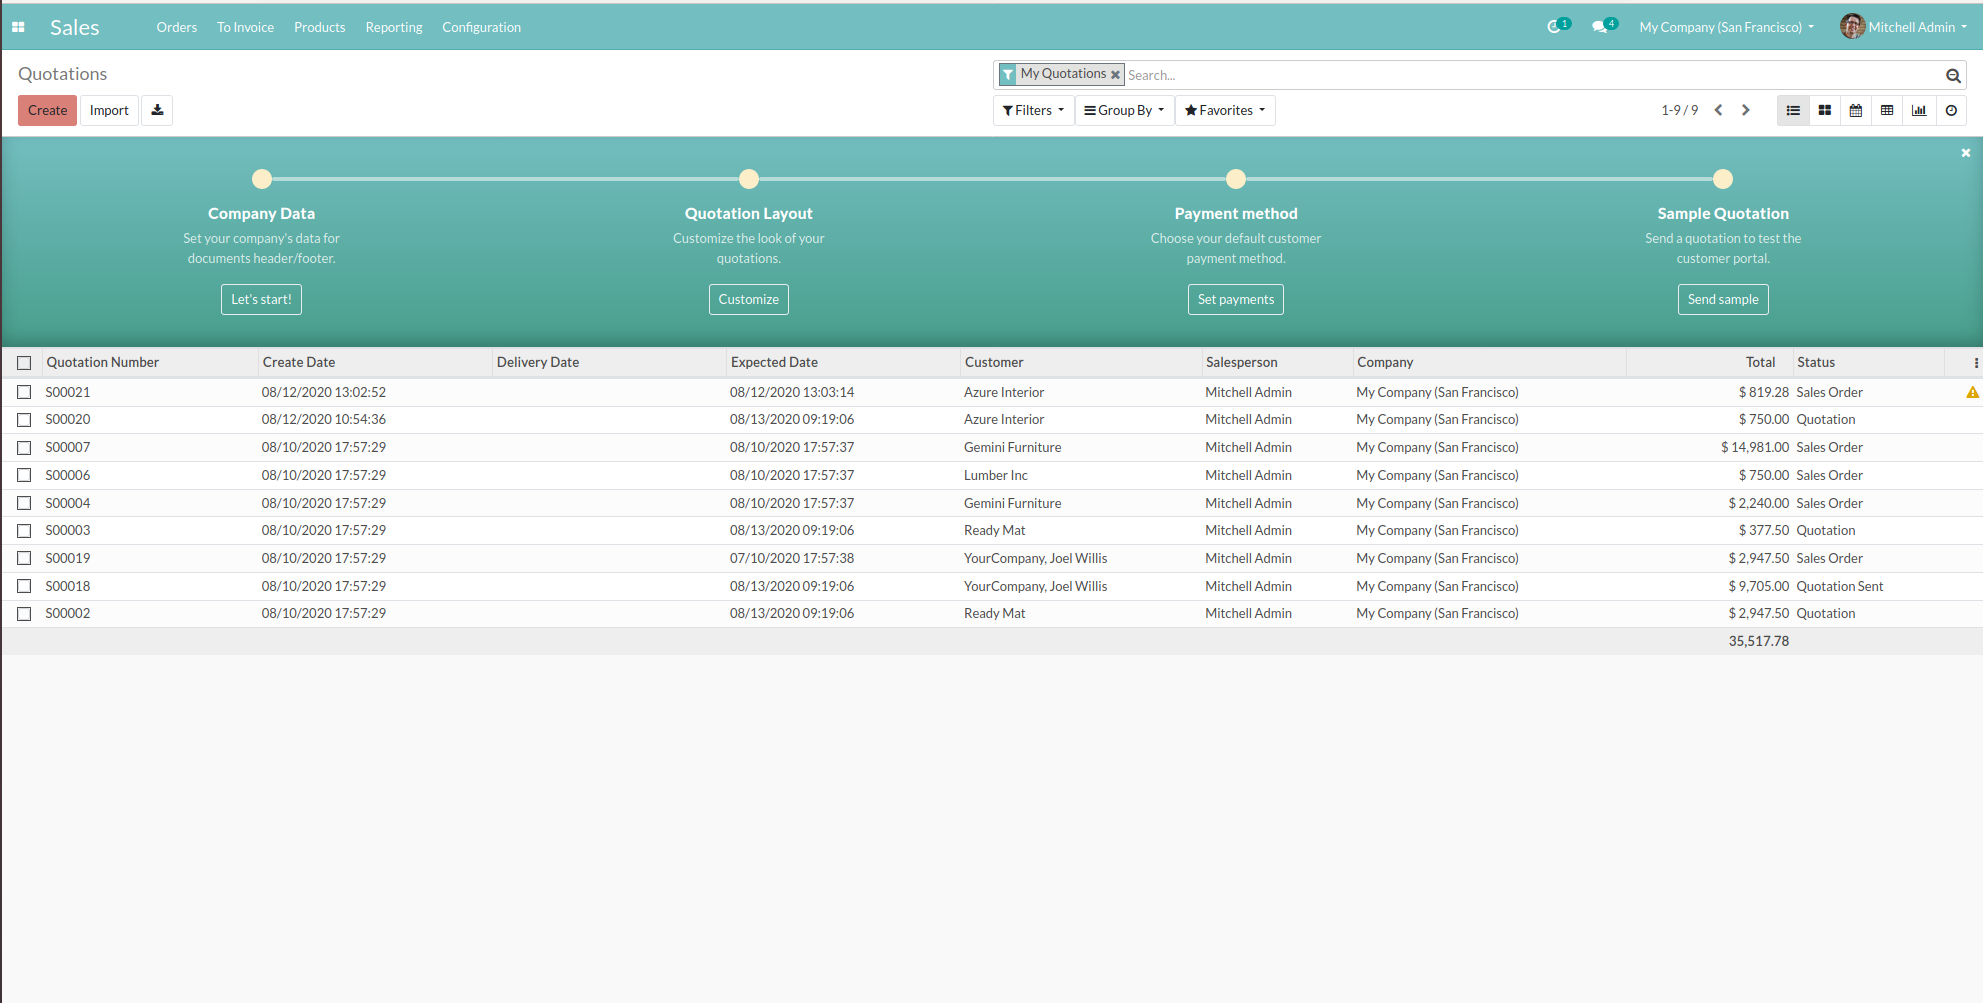 Sales Orders To Invoice Products Reporting Configuration 1 4 My Company (San Francisco) Mitchell Admin
Quotations My Quotations Search...
Create Import Filters Group By Favorites 1-9 / 9
Company Data Quotation Layout Payment method Sample Quotation
Set your company's data for Customize the look of your Choose your default customer Send a quotation to test the
documents header/footer. quotations. payment method. customer portal.
Let's start! Customize Set payments Send sample
Quotation Number Create Date Delivery Date Expected Date Customer Salesperson Company Total Status
S00021 08/12/2020 13:02:52 08/12/2020 13:03:14 Azure Interior Mitchell Admin My Company (San Francisco) $ 819.28 Sales Order
S00020 08/12/2020 10:54:36 08/13/2020 09:19:06 Azure Interior Mitchell Admin My Company (San Francisco) $ 750.00 Quotation
S00007 08/10/2020 17:57:29 08/10/2020 17:57:37 Gemini Furniture Mitchell Admin My Company (San Francisco) $ 14,981.00 Sales Order
S00006 08/10/2020 17:57:29 08/10/2020 17:57:37 Lumber Inc Mitchell Admin My Company (San Francisco) $ 750.00 Sales Order
S00004 08/10/2020 17:57:29 08/10/2020 17:57:37 Gemini Furniture Mitchell Admin My Company (San Francisco) $ 2,240.00 Sales Order
S00003 08/10/2020 17:57:29 08/13/2020 09:19:06 Ready Mat Mitchell Admin My Company (San Francisco) $ 377.50 Quotation
S00019 08/10/2020 17:57:29 07/10/2020 17:57:38 YourCompany, Joel Willis Mitchell Admin My Company (San Francisco) $ 2,947.50 Sales Order
S00018 08/10/2020 17:57:29 08/13/2020 09:19:06 YourCompany, Joel Willis Mitchell Admin My Company (San Francisco) $ 9,705.00 Quotation Sent
S00002 08/10/2020 17:57:29 08/13/2020 09:19:06 Ready Mat Mitchell Admin My Company (San Francisco) $ 2,947.50 Quotation
35,517.78